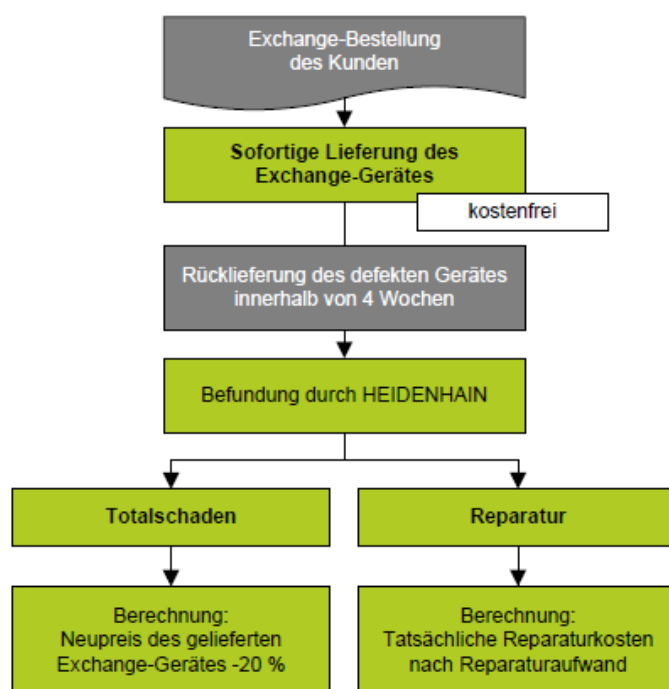 Exchange-Bestellung
des Kunden
Sofortige Lieferung des
Exchange-Gerätes
kostenfrei
Rücklieferung des defekten Gerätes
innerhalb von 4 Wochen
Befundung durch HEIDENHAIN
Totalschaden
Reparatur
Berechnung:
Neupreis des gelieferten
Exchange-Gerätes -20 %
Berechnung:
Tatsächliche Reparaturkosten
nach Reparaturaufwand